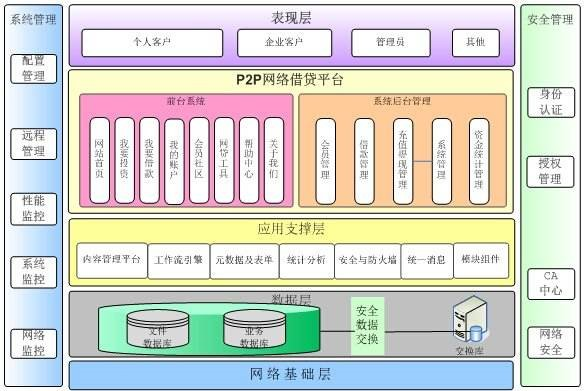 系统管理
配置
管理
远程
管理
性能
监控
系统
监控
网络
监控
表现层
个人客户
企业客户
管理员
其他
P2P网络借贷平台
前台系统
网站首页
我要投资
我要借款
我的账户
会员社区
网贷工具
帮助中心
关于我们
系统后台管理
会员管理
借款管理
充值提现管理
系统管理
资金统计管理
应用支撑层
内容管理平台
工作流引擎
元数据及表单
统计分析
安全与防火墙
统一消息
模块组件
数据层
文件
数据库
业务
数据库
安全
数据
交换
交换库
网络基础层
安全管理
身份
认证
授权
管理
CA
中心
网络
安全